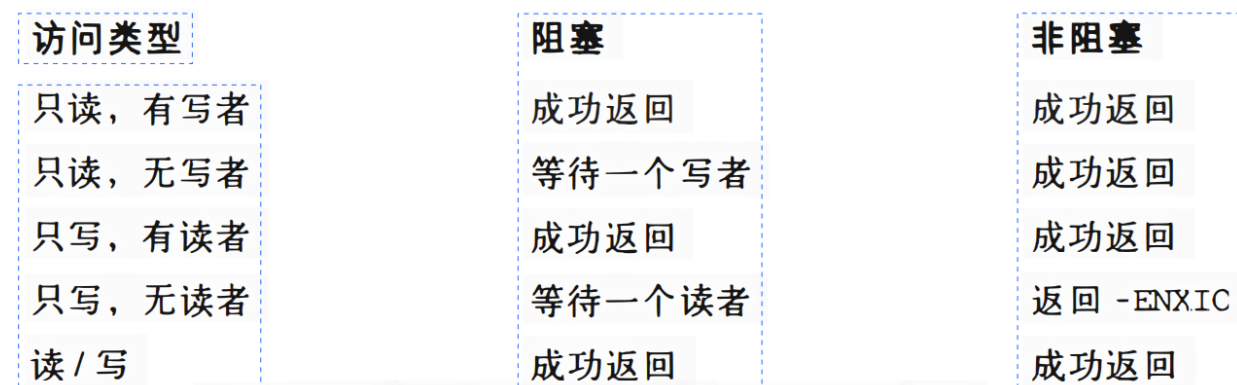 访问类型 阻塞 非阻塞
只读，有写者 成功返回 成功返回
只读，无写者 等待一个写者 成功返回
只写，有读者 成功返回 成功返回
只写，无读者 等待一个读者 返回 -ENXIC
读/写 成功返回 成功返回